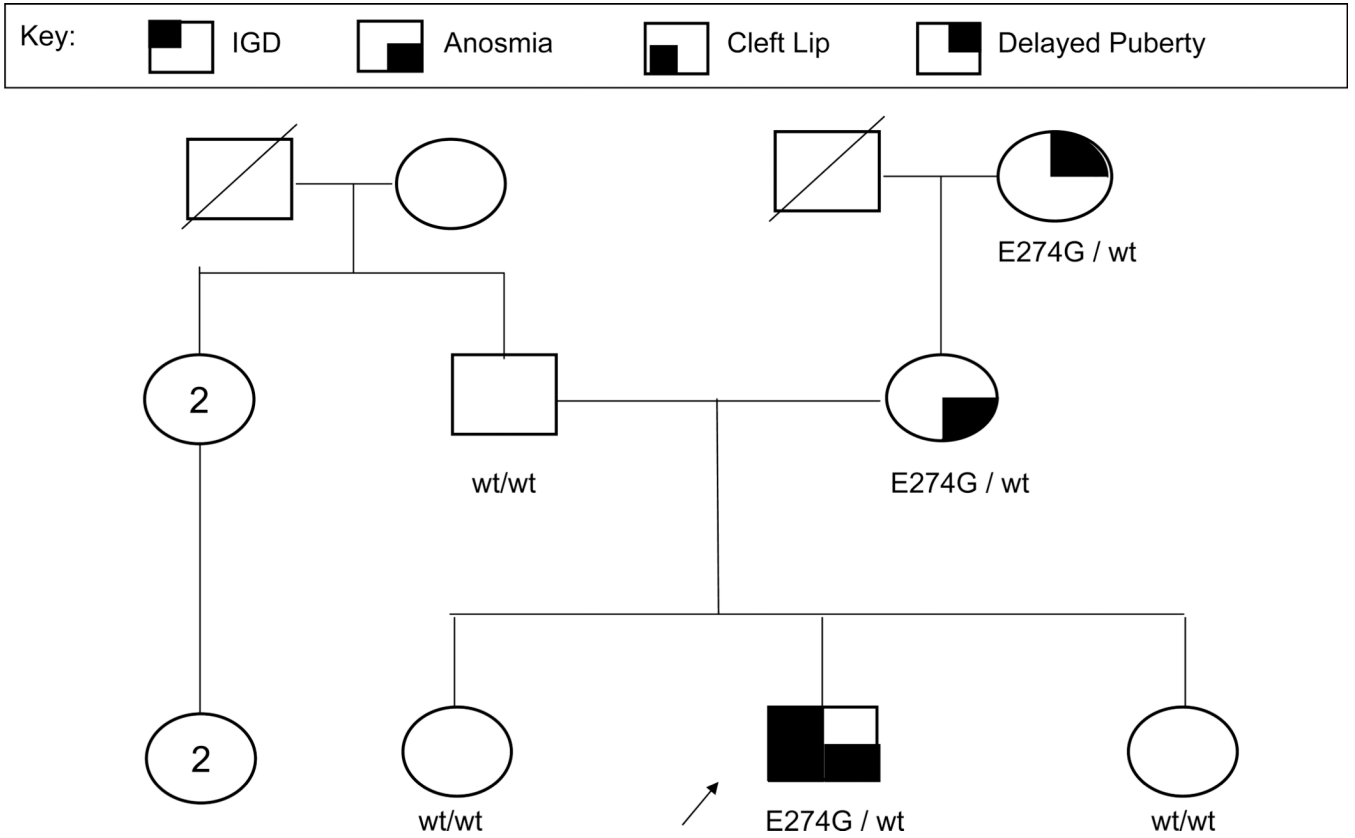 Key: IGD Anosmia Cleft Lip Delayed Puberty
E274G / wt
2
wt/wt E274G / wt
2
wt/wt E274G / wt wt/wt